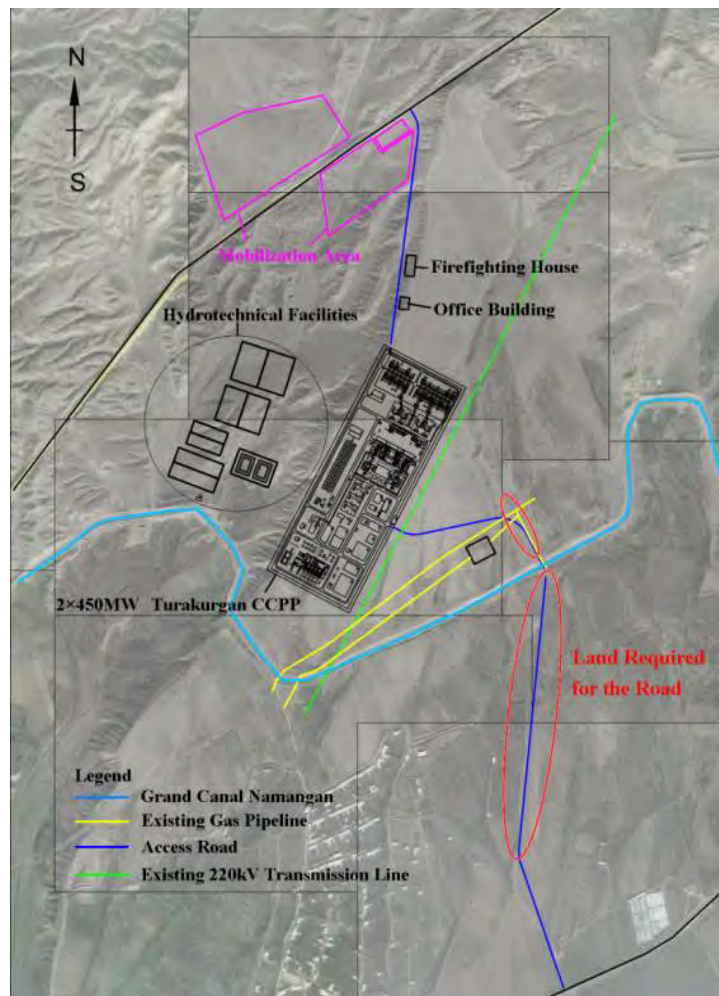 N
S
Mobilization Area
Firefighting House
Hydrotechnical Facilities
Office Building
2×450MW Turakurgan CCPP
Land Required
for the Road
Legend
Grand Canal Namangan
Existing Gas Pipeline
Access Road
Existing 220kV Transmission Line